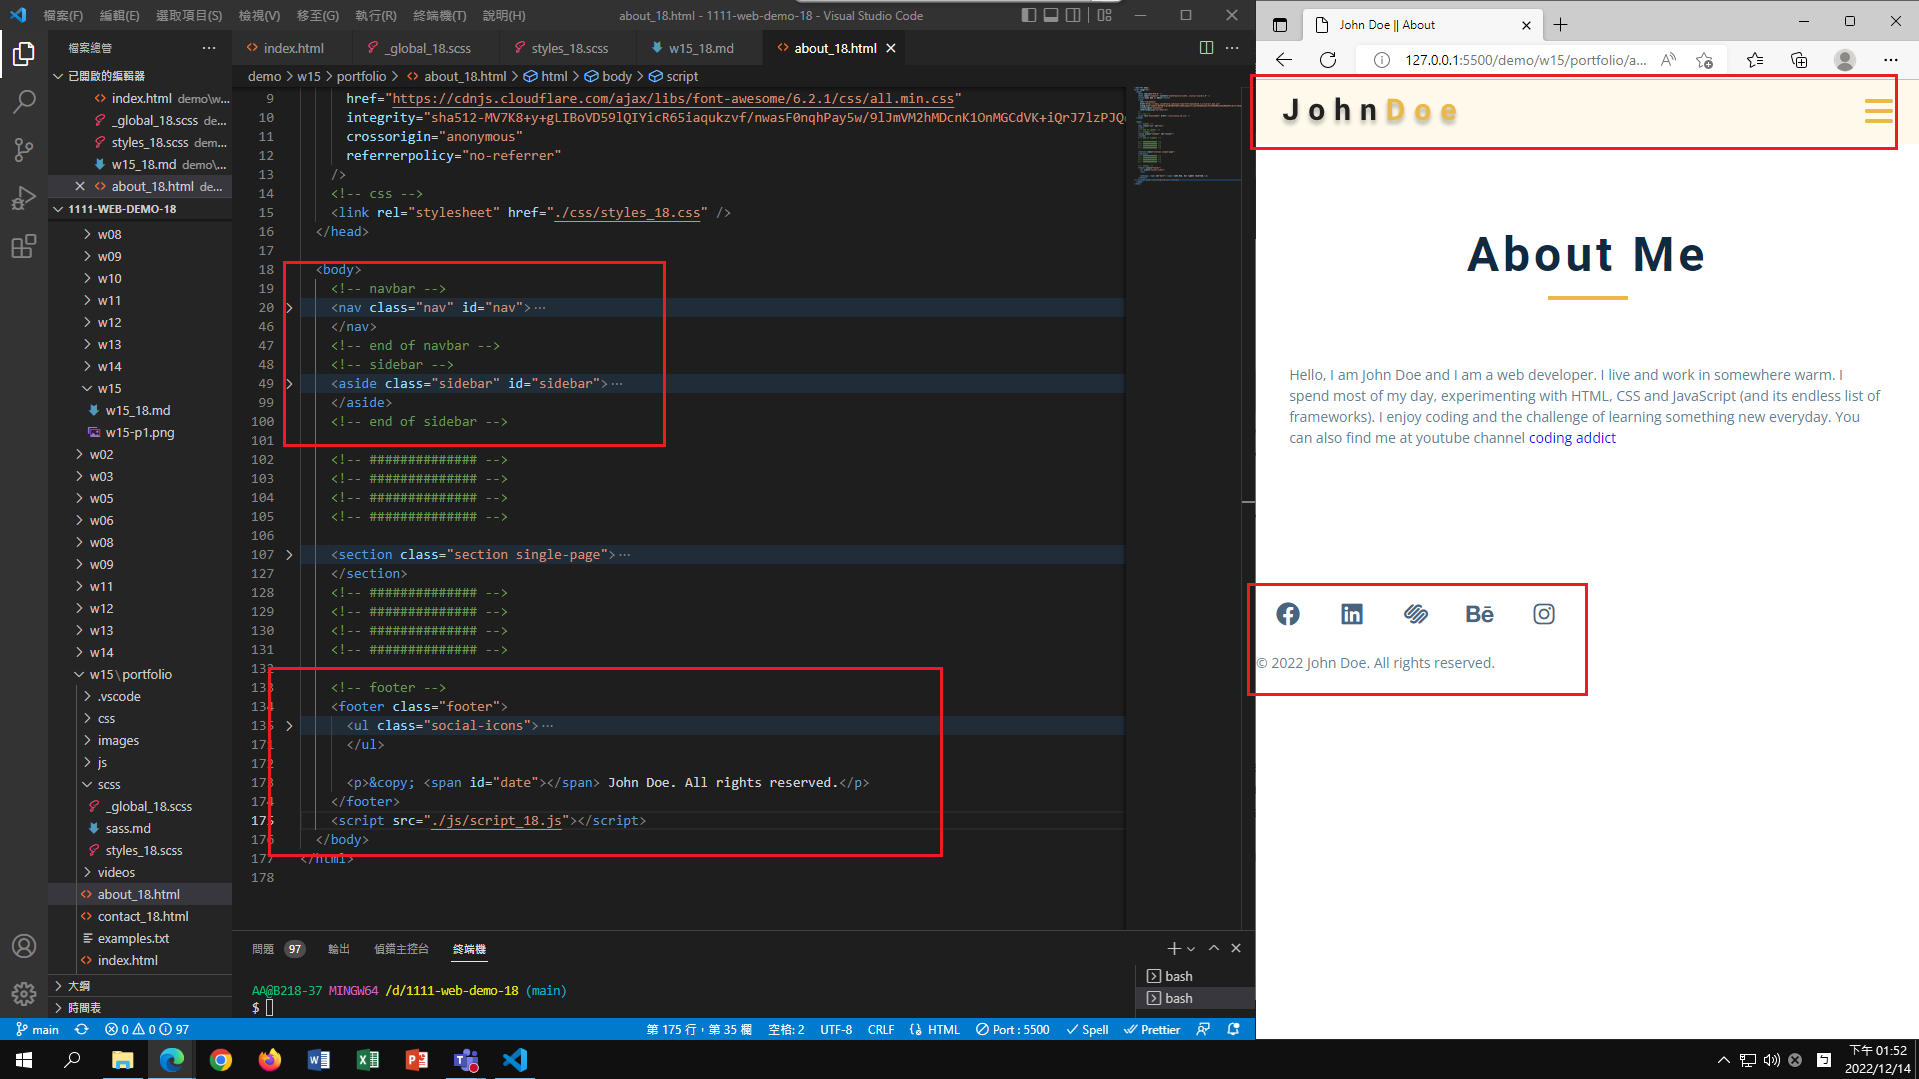 檔案(F) 編輯(E) 選取項目(S) 檢視(V) 移至(G) 執行(R) 終端機(T) 說明(H) about_18.html - 1111-web-demo-18 - Visual Studio Code
檔案總管
已開啟的編輯器
index.html demo\w...
_global_18.scss de...
styles_18.scss demo...
w15_18.md demo\...
about_18.html de...
1111-WEB-DEMO-18
w08
w09
w10
w11
w12
w13
w14
w15
w15_18.md
w15-p1.png
w02
w03
w05
w06
w08
w09
w11
w12
w13
w14
w15\portfolio
.vscode
css
images
js
scss
_global_18.scss
sass.md
styles_18.scss
videos
about_18.html
contact_18.html
examples.txt
index.html
大綱
時間表
index.html _global_18.scss styles_18.scss w15_18.md about_18.html
demo > w15 > portfolio > about_18.html > html > body > script
9 href="https://cdnjs.cloudflare.com/ajax/libs/font-awesome/6.2.1/css/all.min.css"
10 integrity="sha512-MV7K8+y+gLIBoVD59lQIYicR65iaqukzvf/nwasF0nqhPay5w/9lJmVM2hMDcnK1OnMGCdVK+iQrJ7lzPJQ
11 crossorigin="anonymous"
12 referrerpolicy="no-referrer"
13 />
14 <!-- css -->
15 <link rel="stylesheet" href="./css/styles_18.css" />
16 </head>
17
18 <body>
19 <!-- navbar -->
20 <nav class="nav" id="nav">…
46 </nav>
47 <!-- end of navbar -->
48 <!-- sidebar -->
49 <aside class="sidebar" id="sidebar">…
99 </aside>
100 <!-- end of sidebar -->
101
102 <!-- ############## -->
103 <!-- ############## -->
104 <!-- ############## -->
105 <!-- ############## -->
106
107 <section class="section single-page">…
127 </section>
128 <!-- ############## -->
129 <!-- ############## -->
130 <!-- ############## -->
131 <!-- ############## -->
132
133 <!-- footer -->
134 <footer class="footer">
135 <ul class="social-icons">…
171 </ul>
172
173 <p>&copy; <span id="date"></span> John Doe. All rights reserved.</p>
174 </footer>
175 <script src="./js/script_18.js"></script>
176 </body>
177 </html>
178
問題 97 輸出 偵錯主控台 終端機
AA@B218-37 MINGW64 /d/1111-web-demo-18 (main)
$
bash
bash
main 0 0 97 第 175 行，第 35 欄 空格: 2 UTF-8 CRLF HTML Port : 5500 Spell Prettier
John Doe || About
127.0.0.1:5500/demo/w15/portfolio/a...
JohnDoe
About Me
Hello, I am John Doe and I am a web developer. I live and work in somewhere warm. I
spend most of my day, experimenting with HTML, CSS and JavaScript (and its endless list of
frameworks). I enjoy coding and the challenge of learning something new everyday. You
can also find me at youtube channel coding addict
Bē
© 2022 John Doe. All rights reserved.
下午 01:52
2022/12/14